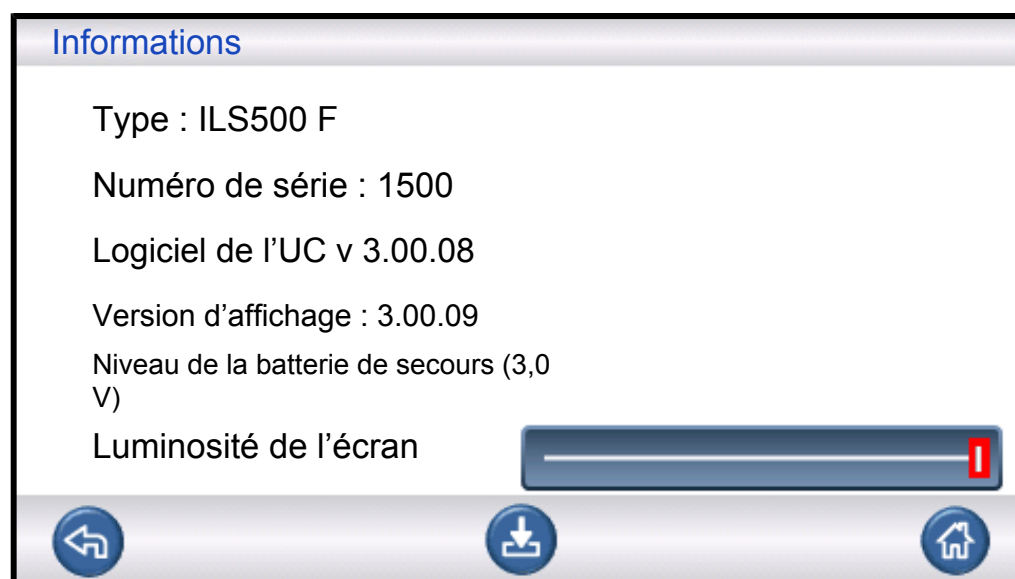 Informations
Type : ILS500 F
Numéro de série : 1500
Logiciel de l’UC v 3.00.08
Version d’affichage : 3.00.09
Niveau de la batterie de secours (3,0
V)
Luminosité de l’écran